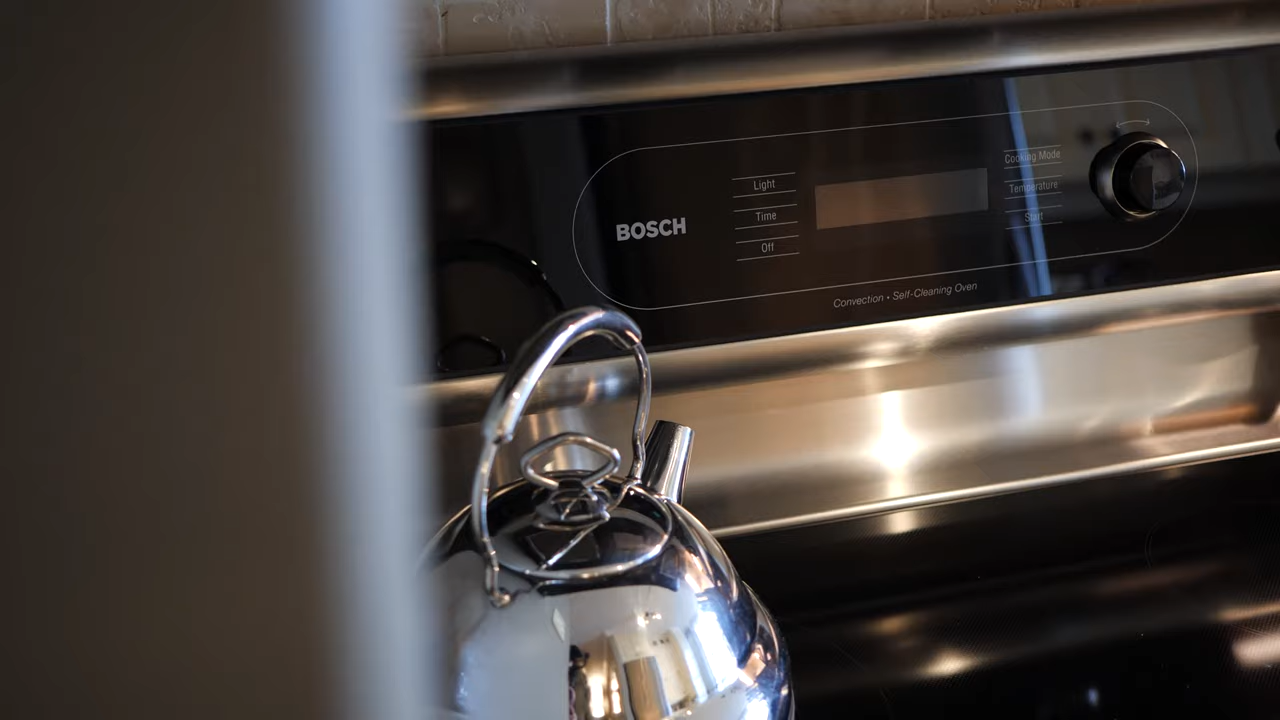 BOSCH
Light
Time
Off
Cooking Mode
Temperature
Start
Convection • Self-Cleaning Oven